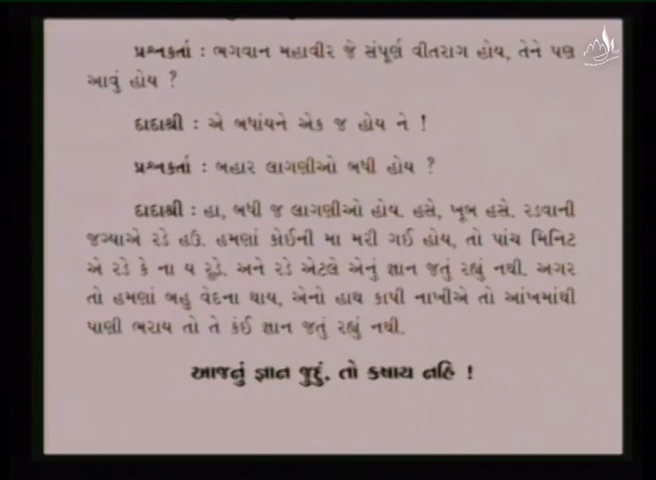 પ્રશ્નકર્તા : ભગવાન મહાવીર જે સંપૂર્ણ વીતરાગ હોય, તેને પણ
આવું હોય ?
દાદાશ્રી : એ બધાંયને એક જ હોય ને !
પ્રશ્નકર્તા : બહાર લાગણીઓ બધી હોય ?
દાદાશ્રી : હા, બધી જ લાગણીઓ હોય. હસે, ખૂબ હસે. રડવાની
જગ્યાએ રડે હઉ. હમણાં કોઈની મા મરી ગઈ હોય, તો પાંચ મિનિટ
એ રડે કે ના ય રડે. અને રડે એટલે એનું જ્ઞાન જતું રહ્યું નથી. અગર
તો હમણાં બહુ વેદના થાય, એનો હાથ કાપી નાખીએ તો આંખમાંથી
પાણી ભરાય તો તે કંઈ જ્ઞાન જતું રહ્યું નથી.
આજનું જ્ઞાન જુદું, તો કષાય નહિ !